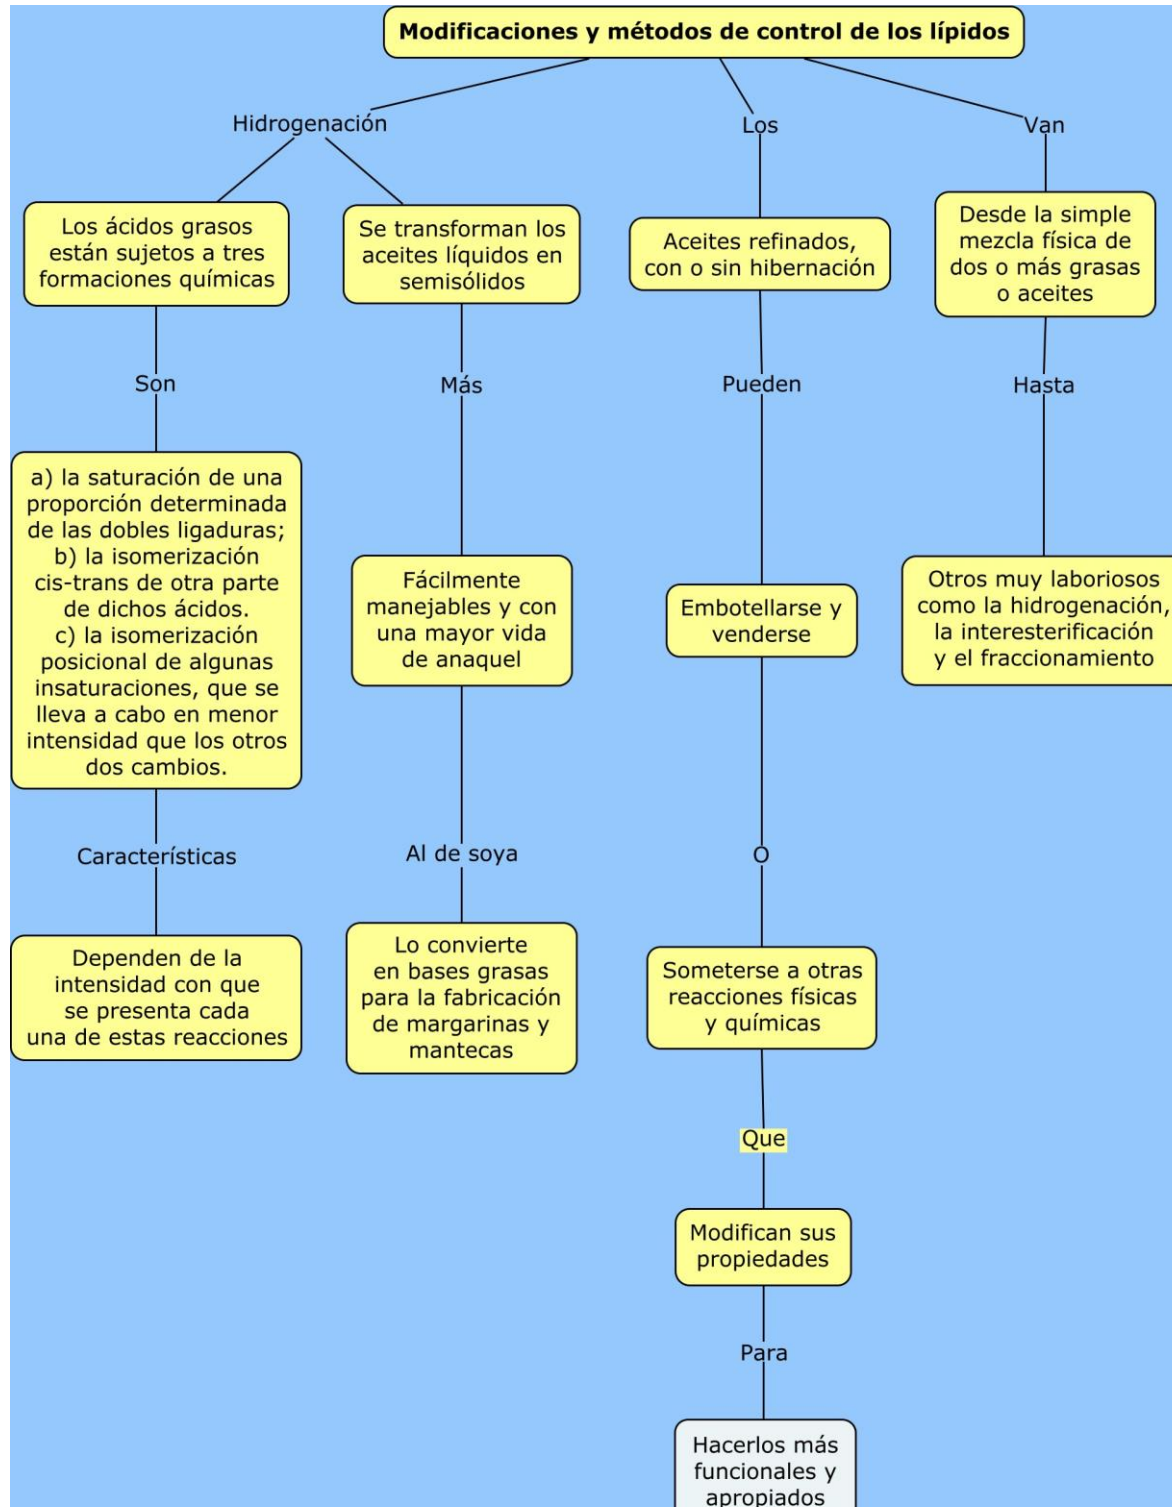 Modificaciones y métodos de control de los lípidos
Hidrogenación
Los
Van
Los ácidos grasos
están sujetos a tres
formaciones químicas
Se transforman los
aceites líquidos en
semisólidos
Aceites refinados,
con o sin hibernación
Desde la simple
mezcla física de
dos o más grasas
o aceites
Son
Más
Pueden
Hasta
a) la saturación de una
proporción determinada
de las dobles ligaduras;
b) la isomerización
cis-trans de otra parte
de dichos ácidos.
c) la isomerización
posicional de algunas
insaturaciones, que se
lleva a cabo en menor
intensidad que los otros
dos cambios.
Fácilmente
manejables y con
una mayor vida
de anaquel
Embotellarse y
venderse
Otros muy laboriosos
como la hidrogenación,
la interesterificación
y el fraccionamiento
Características
Al de soya
O
Dependen de la
intensidad con que
se presenta cada
una de estas reacciones
Lo convierte
en bases grasas
para la fabricación
de margarinas y
mantecas
Someterse a otras
reacciones físicas
y químicas
Que
Modifican sus
propiedades
Para
Hacerlos más
funcionales y
apropiados